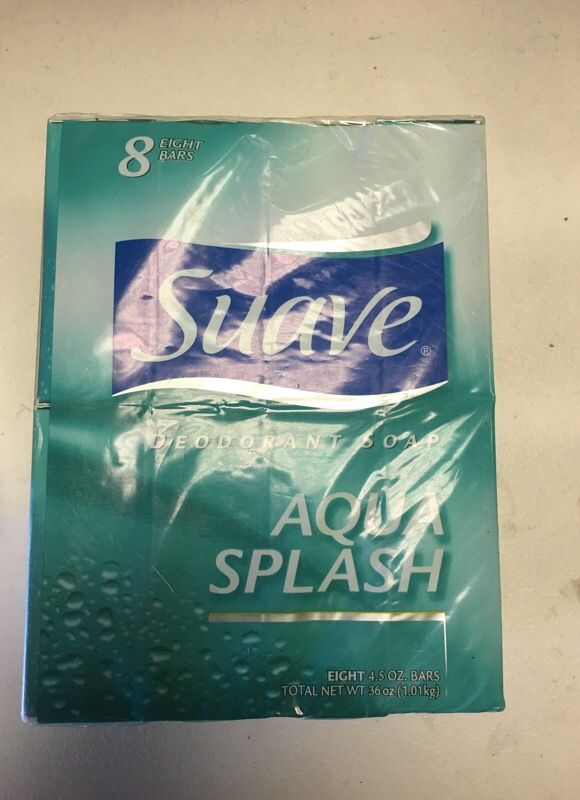 8 EIGHT
BARS
Suave®
DEODORANT SOAP
AQUA
SPLASH
EIGHT 4.5 OZ. BARS
TOTAL NET WT 36 oz (1.01kg)